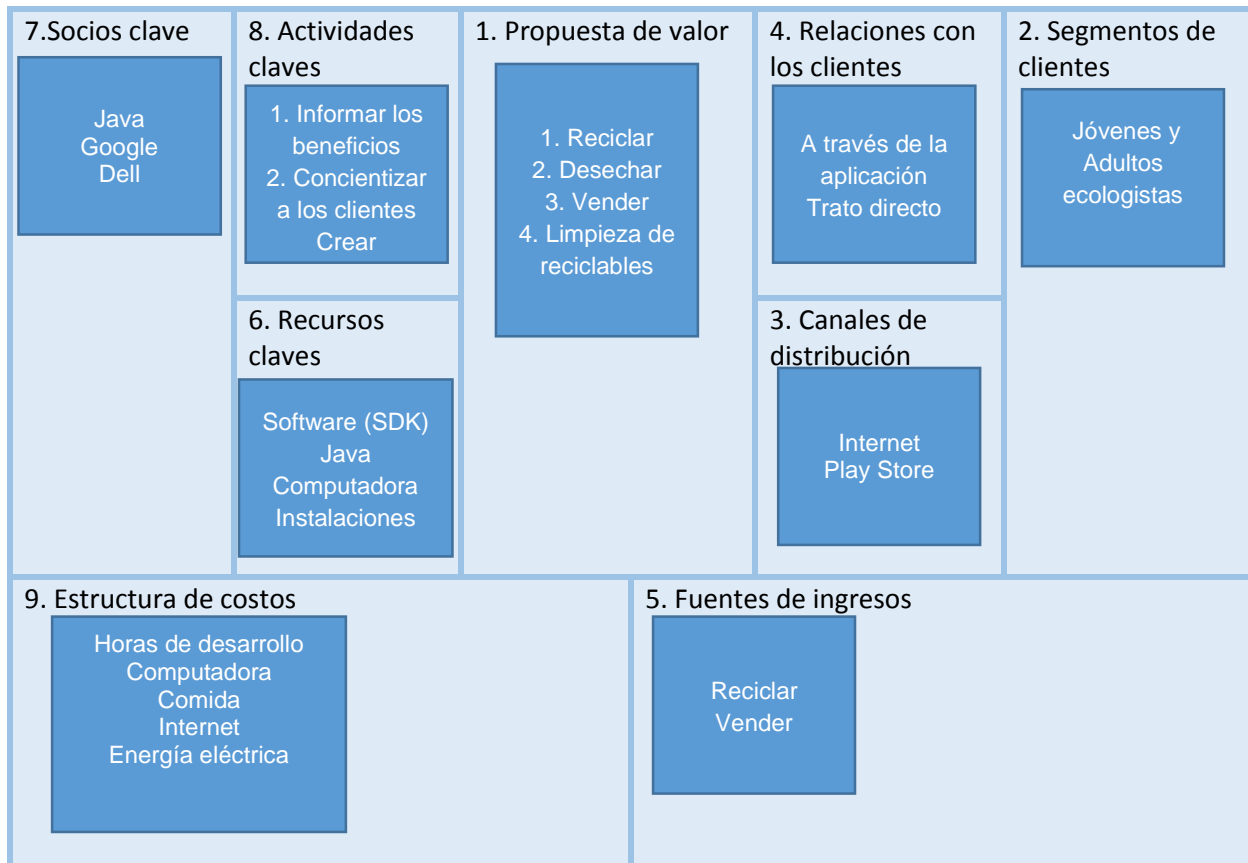 7.Socios clave
Java
Google
Dell
8. Actividades
claves
1. Informar los
beneficios
2. Concientizar
a los clientes
Crear
6. Recursos
claves
Software (SDK)
Java
Computadora
Instalaciones
1. Propuesta de valor
1. Reciclar
2. Desechar
3. Vender
4. Limpieza de
reciclables
4. Relaciones con
los clientes
A través de la
aplicación
Trato directo
3. Canales de
distribución
Internet
Play Store
2. Segmentos de
clientes
Jóvenes y
Adultos
ecologistas
9. Estructura de costos
Horas de desarrollo
Computadora
Comida
Internet
Energía eléctrica
5. Fuentes de ingresos
Reciclar
Vender